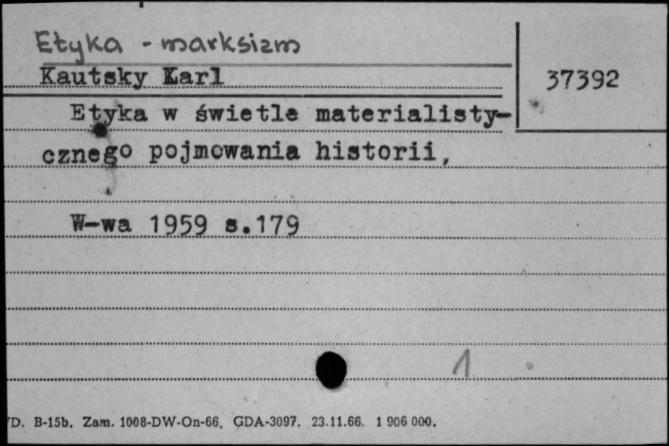 Etyka - marksizm
Kautsky Karl
37392
Etyka w świetle materialisty-
cznego pojmowania historii,
W-wa 1959 s.179
1
D. B-15b. Zam. 1008-DW-On-66. GDA-3097. 23.11.66. 1 906 000.